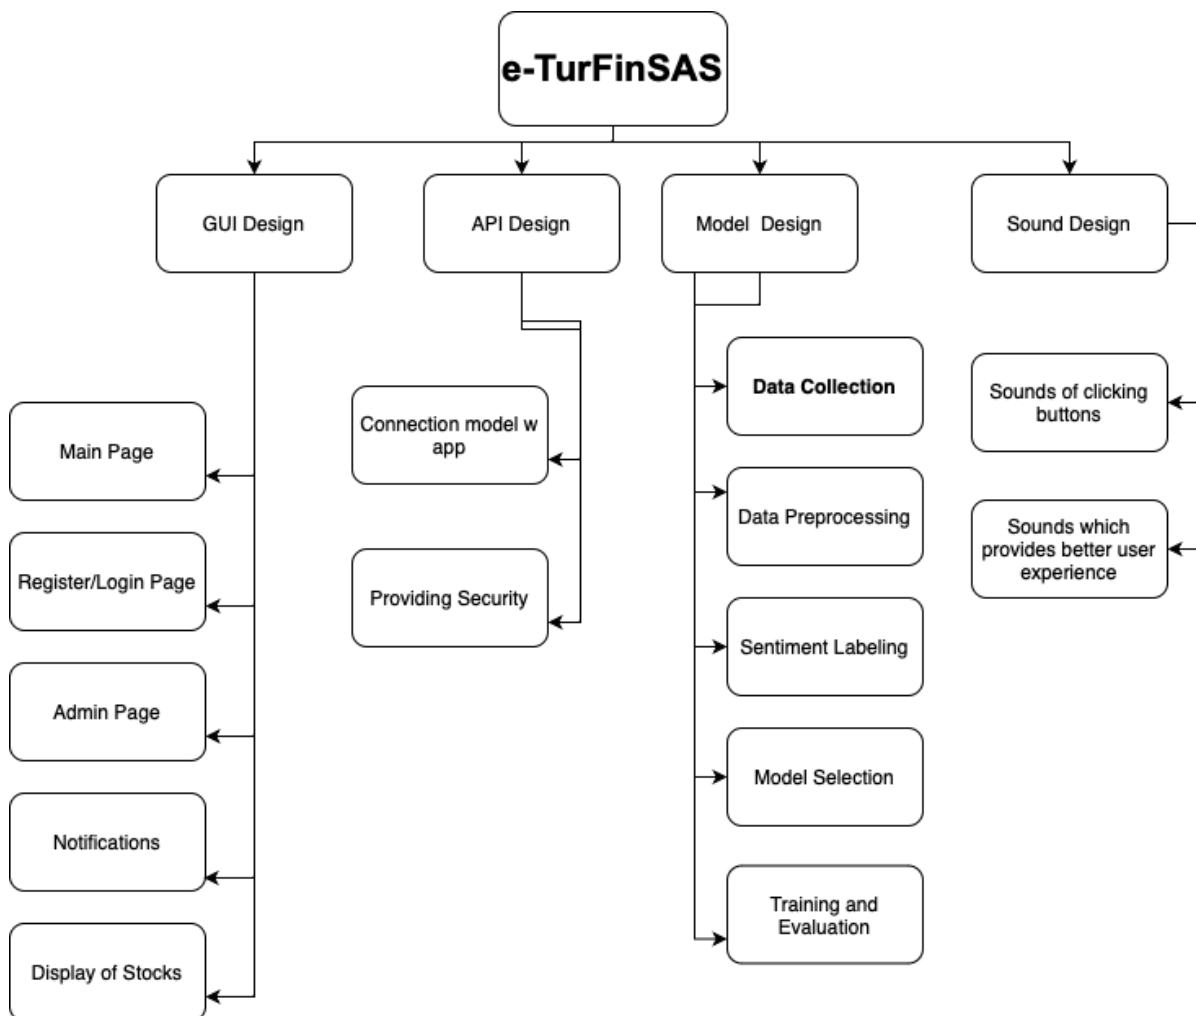 e-TurFinSAS
GUI Design
API Design
Model Design
Sound Design
Main Page
Register/Login Page
Admin Page
Notifications
Display of Stocks
Connection model w
app
Providing Security
Data Collection
Data Preprocessing
Sentiment Labeling
Model Selection
Training and
Evaluation
Sounds of clicking
buttons
Sounds which
provides better user
experience